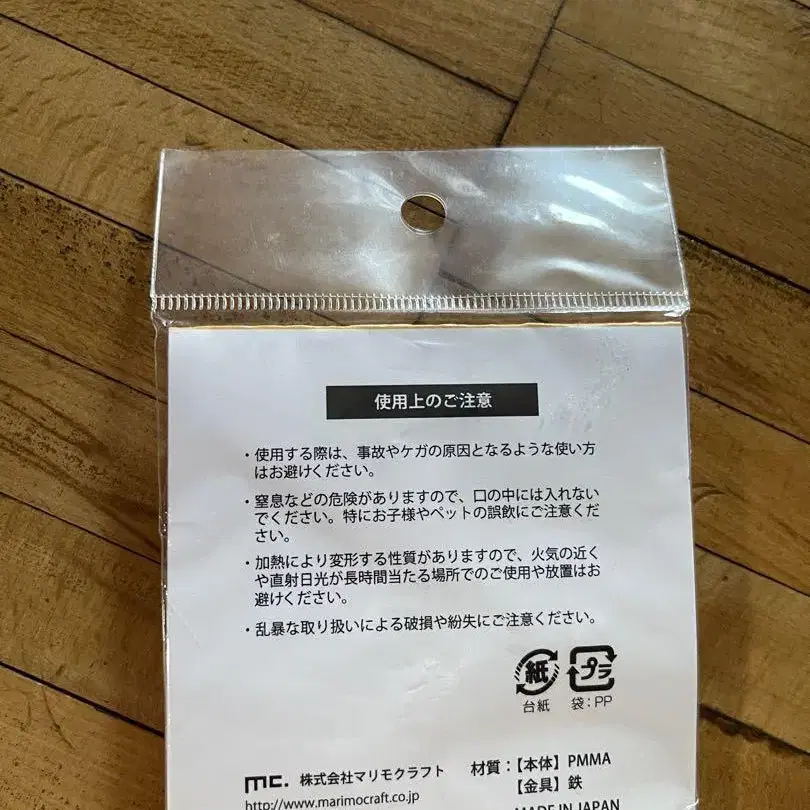 使用上のご注意
・使用する際は、事故やケガの原因となるような使い方
はお避けください。
・窒息などの危険がありますので、口の中には入れない
でください。特にお子様やペットの誤飲にご注意くだ
さい。
・加熱により変形する性質がありますので、火気の近く
や直射日光が長時間当たる場所でのご使用や放置はお
避けください。
・乱暴な取り扱いによる破損や紛失にご注意ください。
紙 プラ
台紙 袋：PP
mc. 株式会社マリモクラフト
http://www.marimocraft.co.jp
材質：【本体】PMMA
【金具】鉄
MADE IN JAPAN